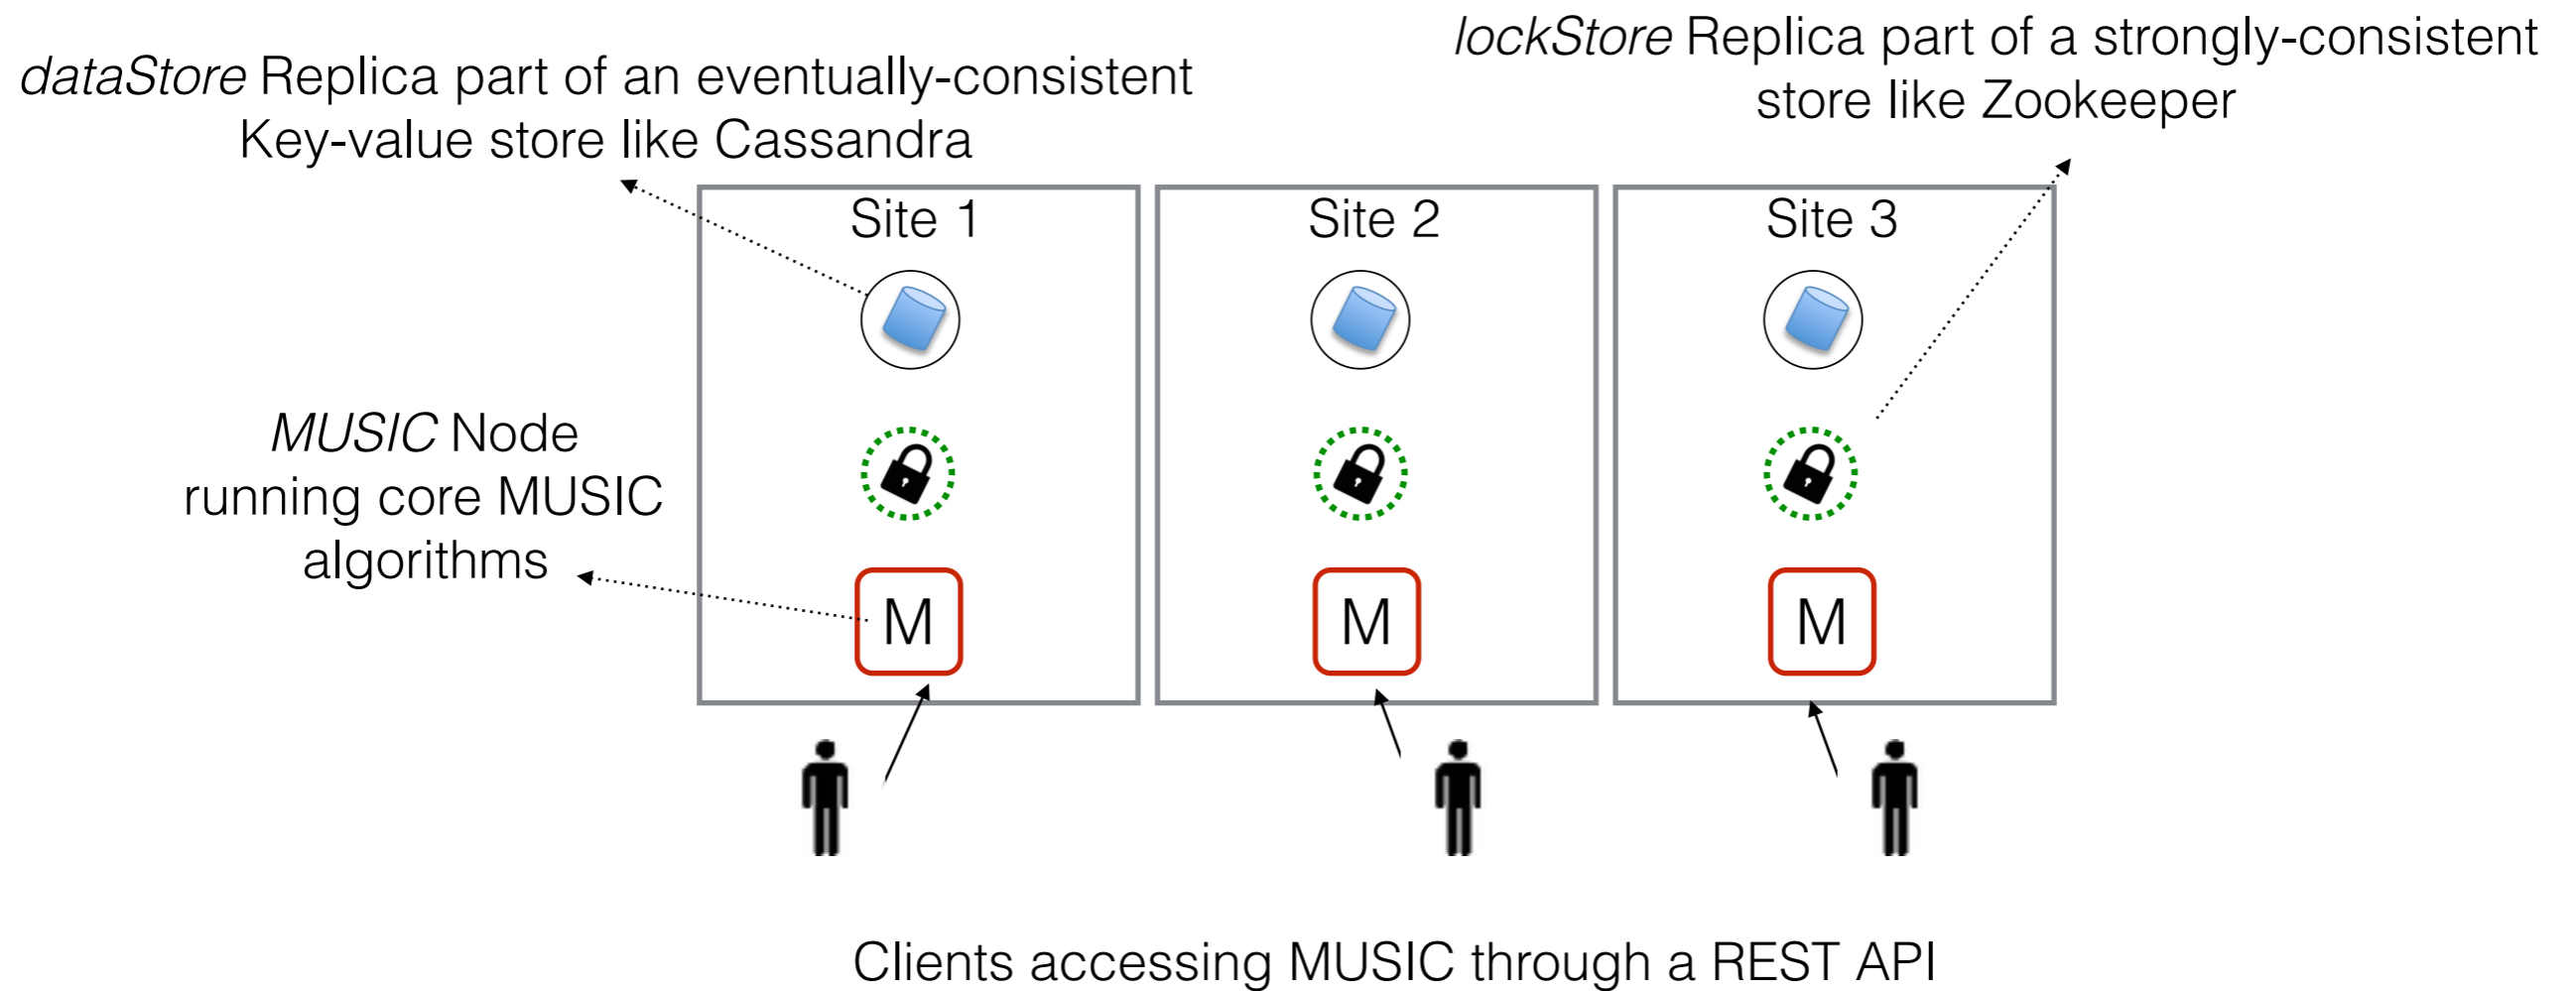 dataStore Replica part of an eventually-consistent
Key-value store like Cassandra
lockStore Replica part of a strongly-consistent
store like Zookeeper
Site 1
Site 2
Site 3
MUSIC Node
running core MUSIC
algorithms
M
M
M
Clients accessing MUSIC through a REST API